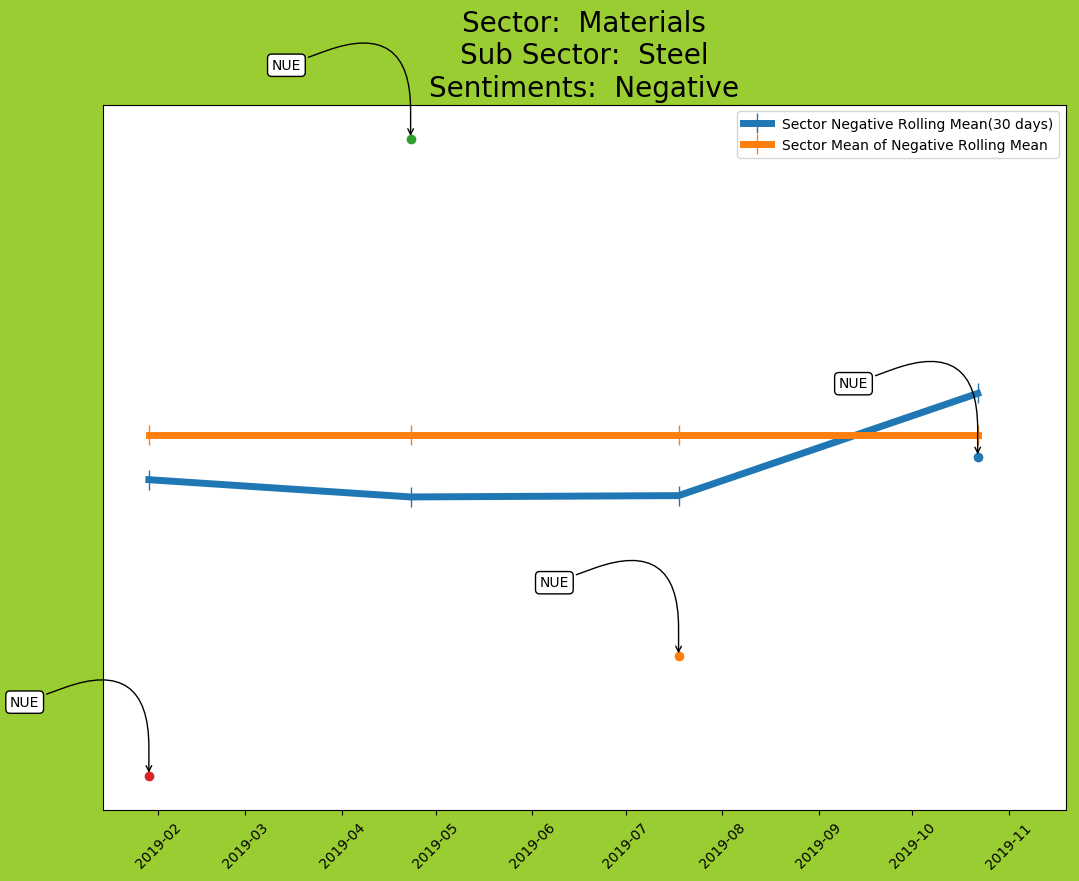 Sector:  Materials
Sub Sector:  Steel
Sentiments:  Negative
NUE
Sector Negative Rolling Mean(30 days)
Sector Mean of Negative Rolling Mean
NUE
NUE
NUE
2019-02
2019-03
2019-04
2019-05
2019-06
2019-07
2019-08
2019-09
2019-10
2019-11